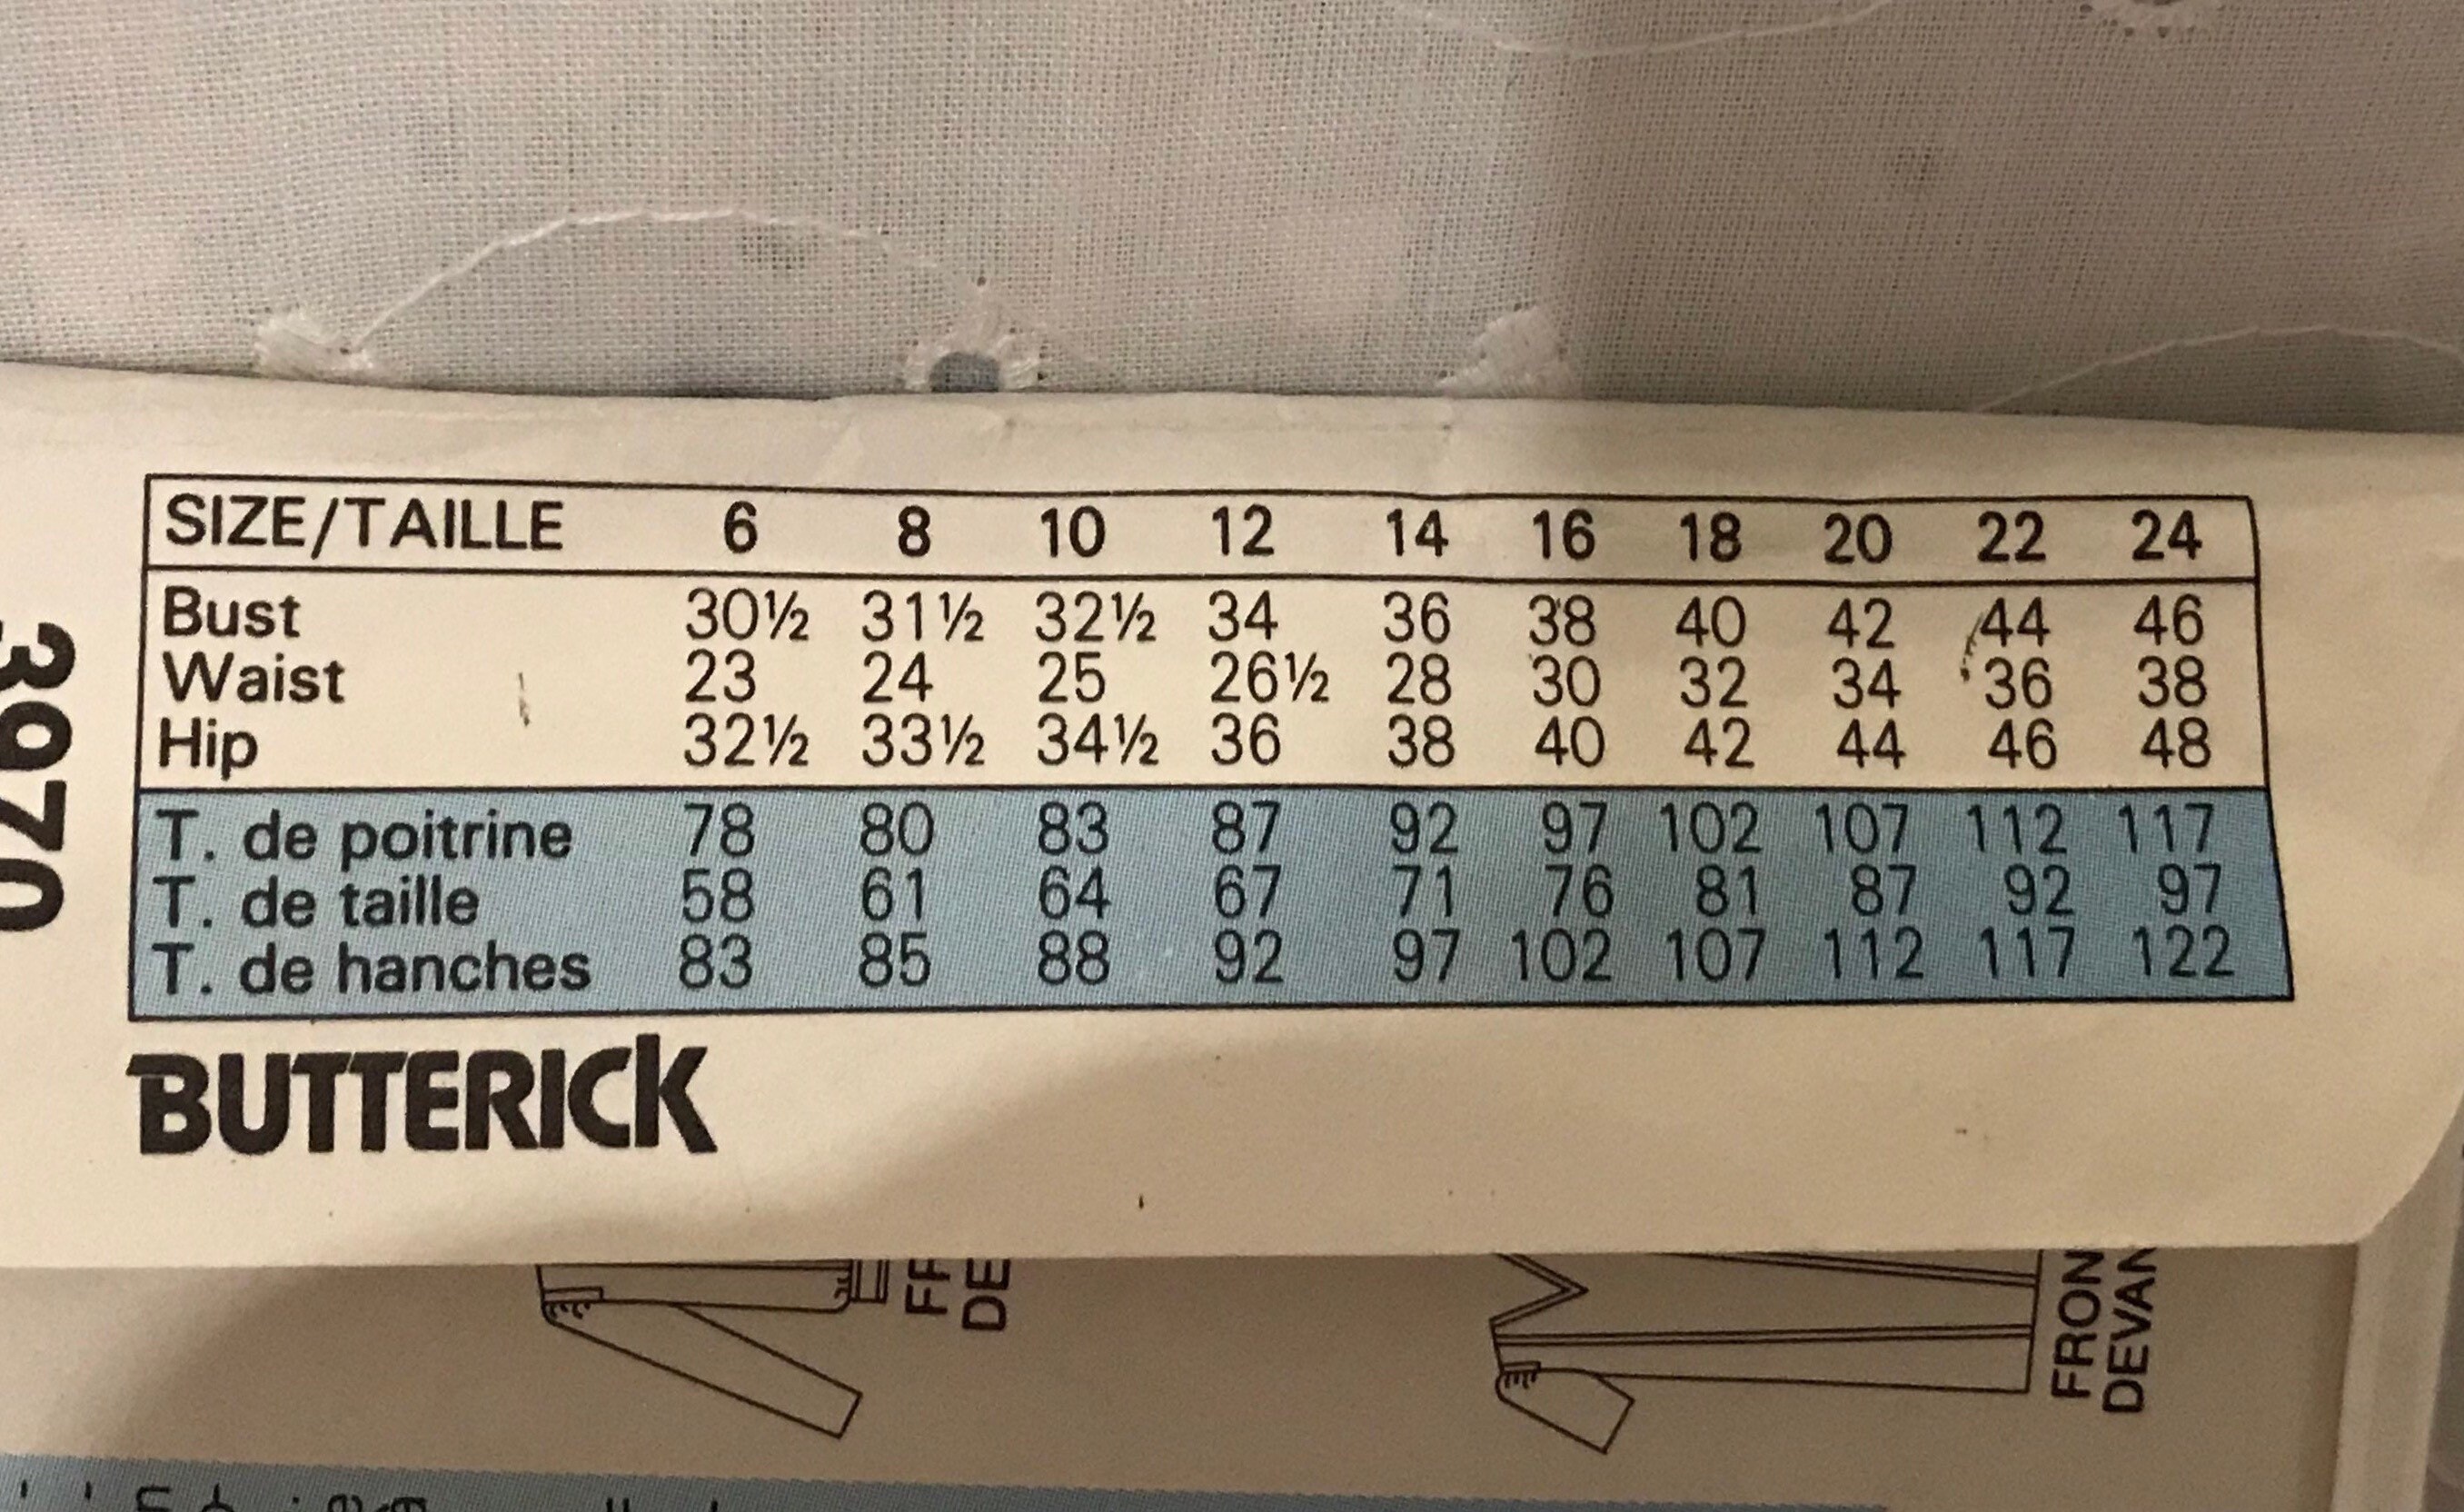 SIZE/TAILLE 6 8 10 12 14 16 18 20 22 24
Bust 30½ 31½ 32½ 34 36 38 40 42 44 46
Waist 23 24 25 26½ 28 30 32 34 36 38
Hip 32½ 33½ 34½ 36 38 40 42 44 46 48
T. de poitrine 78 80 83 87 92 97 102 107 112 117
T. de taille 58 61 64 67 71 76 81 87 92 97
T. de hanches 83 85 88 92 97 102 107 112 117 122
BUTTERICK
3970
FR
DE
FRON
DEVAN